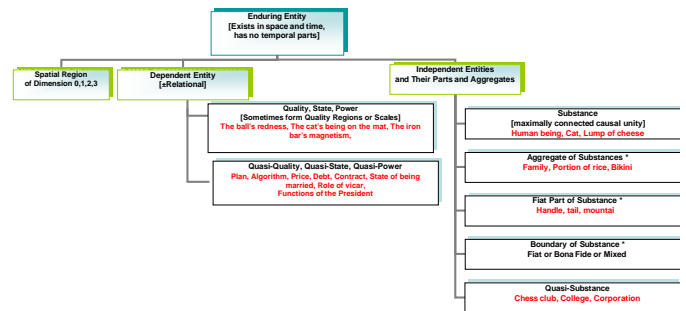 Enduring Entity
[Exists in space and time,
has no temporal parts]
Spatial Region
of Dimension 0,1,2,3
Dependent Entity
[±Relational]
Independent Entities
and Their Parts and Aggregates
Quality, State, Power
[Sometimes form Quality Regions or Scales]
The ball's redness, The cat's being on the mat, The iron
bar's magnetism,
Quasi-Quality, Quasi-State, Quasi-Power
Plan, Algorithm, Price, Debt, Contract, State of being
married, Role of vicar,
Functions of the President
Substance
[maximally connected causal unity]
Human being, Cat, Lump of cheese
Aggregate of Substances *
Family, Portion of rice, Bikini
Fiat Part of Substance *
Handle, tail, mountai
Boundary of Substance *
Fiat or Bona Fide or Mixed
Quasi-Substance
Chess club, College, Corporation